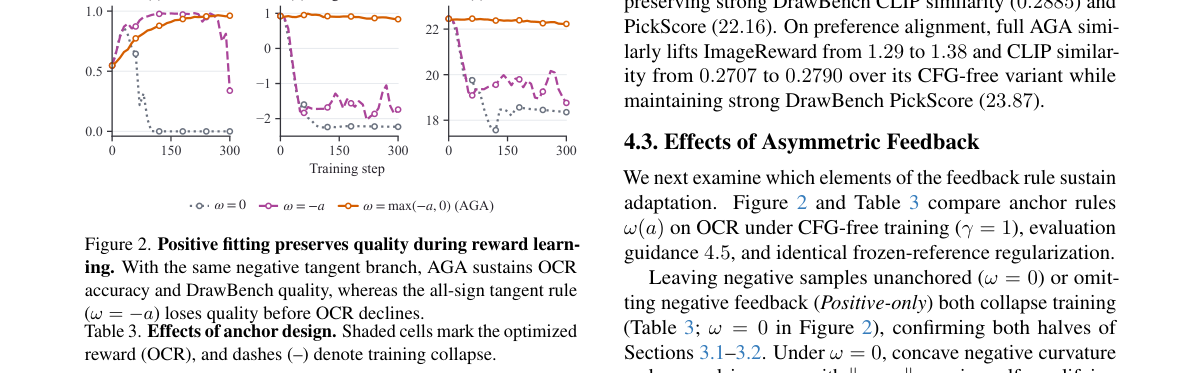 1.0
0.5
0.0
0
150
300
1
0
−1
−2
0
150
300
22
20
18
0
150
300
Training step
ω = 0
ω = −a
ω = max(−a, 0) (AGA)
Figure 2. Positive fitting preserves quality during reward learn-
ing. With the same negative tangent branch, AGA sustains OCR
accuracy and DrawBench quality, whereas the all-sign tangent rule
(ω = −a) loses quality before OCR declines.
Table 3. Effects of anchor design. Shaded cells mark the optimized
reward (OCR), and dashes (–) denote training collapse.
preserving strong DrawBench CLIP similarity (0.2885) and
PickScore (22.16). On preference alignment, full AGA simi-
larly lifts ImageReward from 1.29 to 1.38 and CLIP similar-
ity from 0.2707 to 0.2790 over its CFG-free variant while
maintaining strong DrawBench PickScore (23.87).
4.3. Effects of Asymmetric Feedback
We next examine which elements of the feedback rule sustain
adaptation. Figure 2 and Table 3 compare anchor rules
ω(a) on OCR under CFG-free training (γ = 1), evaluation
guidance 4.5, and identical frozen-reference regularization.
Leaving negative samples unanchored (ω = 0) or omit-
ting negative feedback (Positive-only) both collapse training
(Table 3; ω = 0 in Figure 2), confirming both halves of
Sections 3.1–3.2. Under ω = 0, concave negative curvature